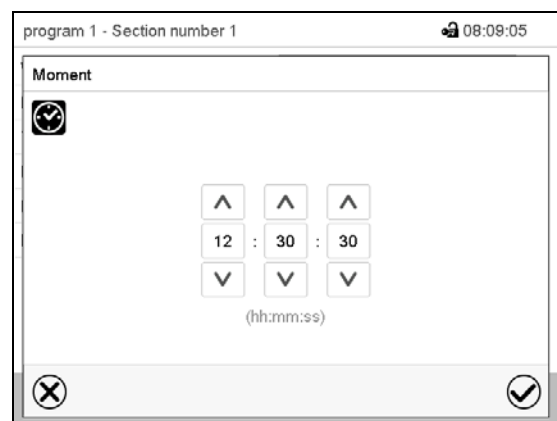 program 1 - Section number 1 08:09:05
Moment
12 : 30 : 30
(hh:mm:ss)